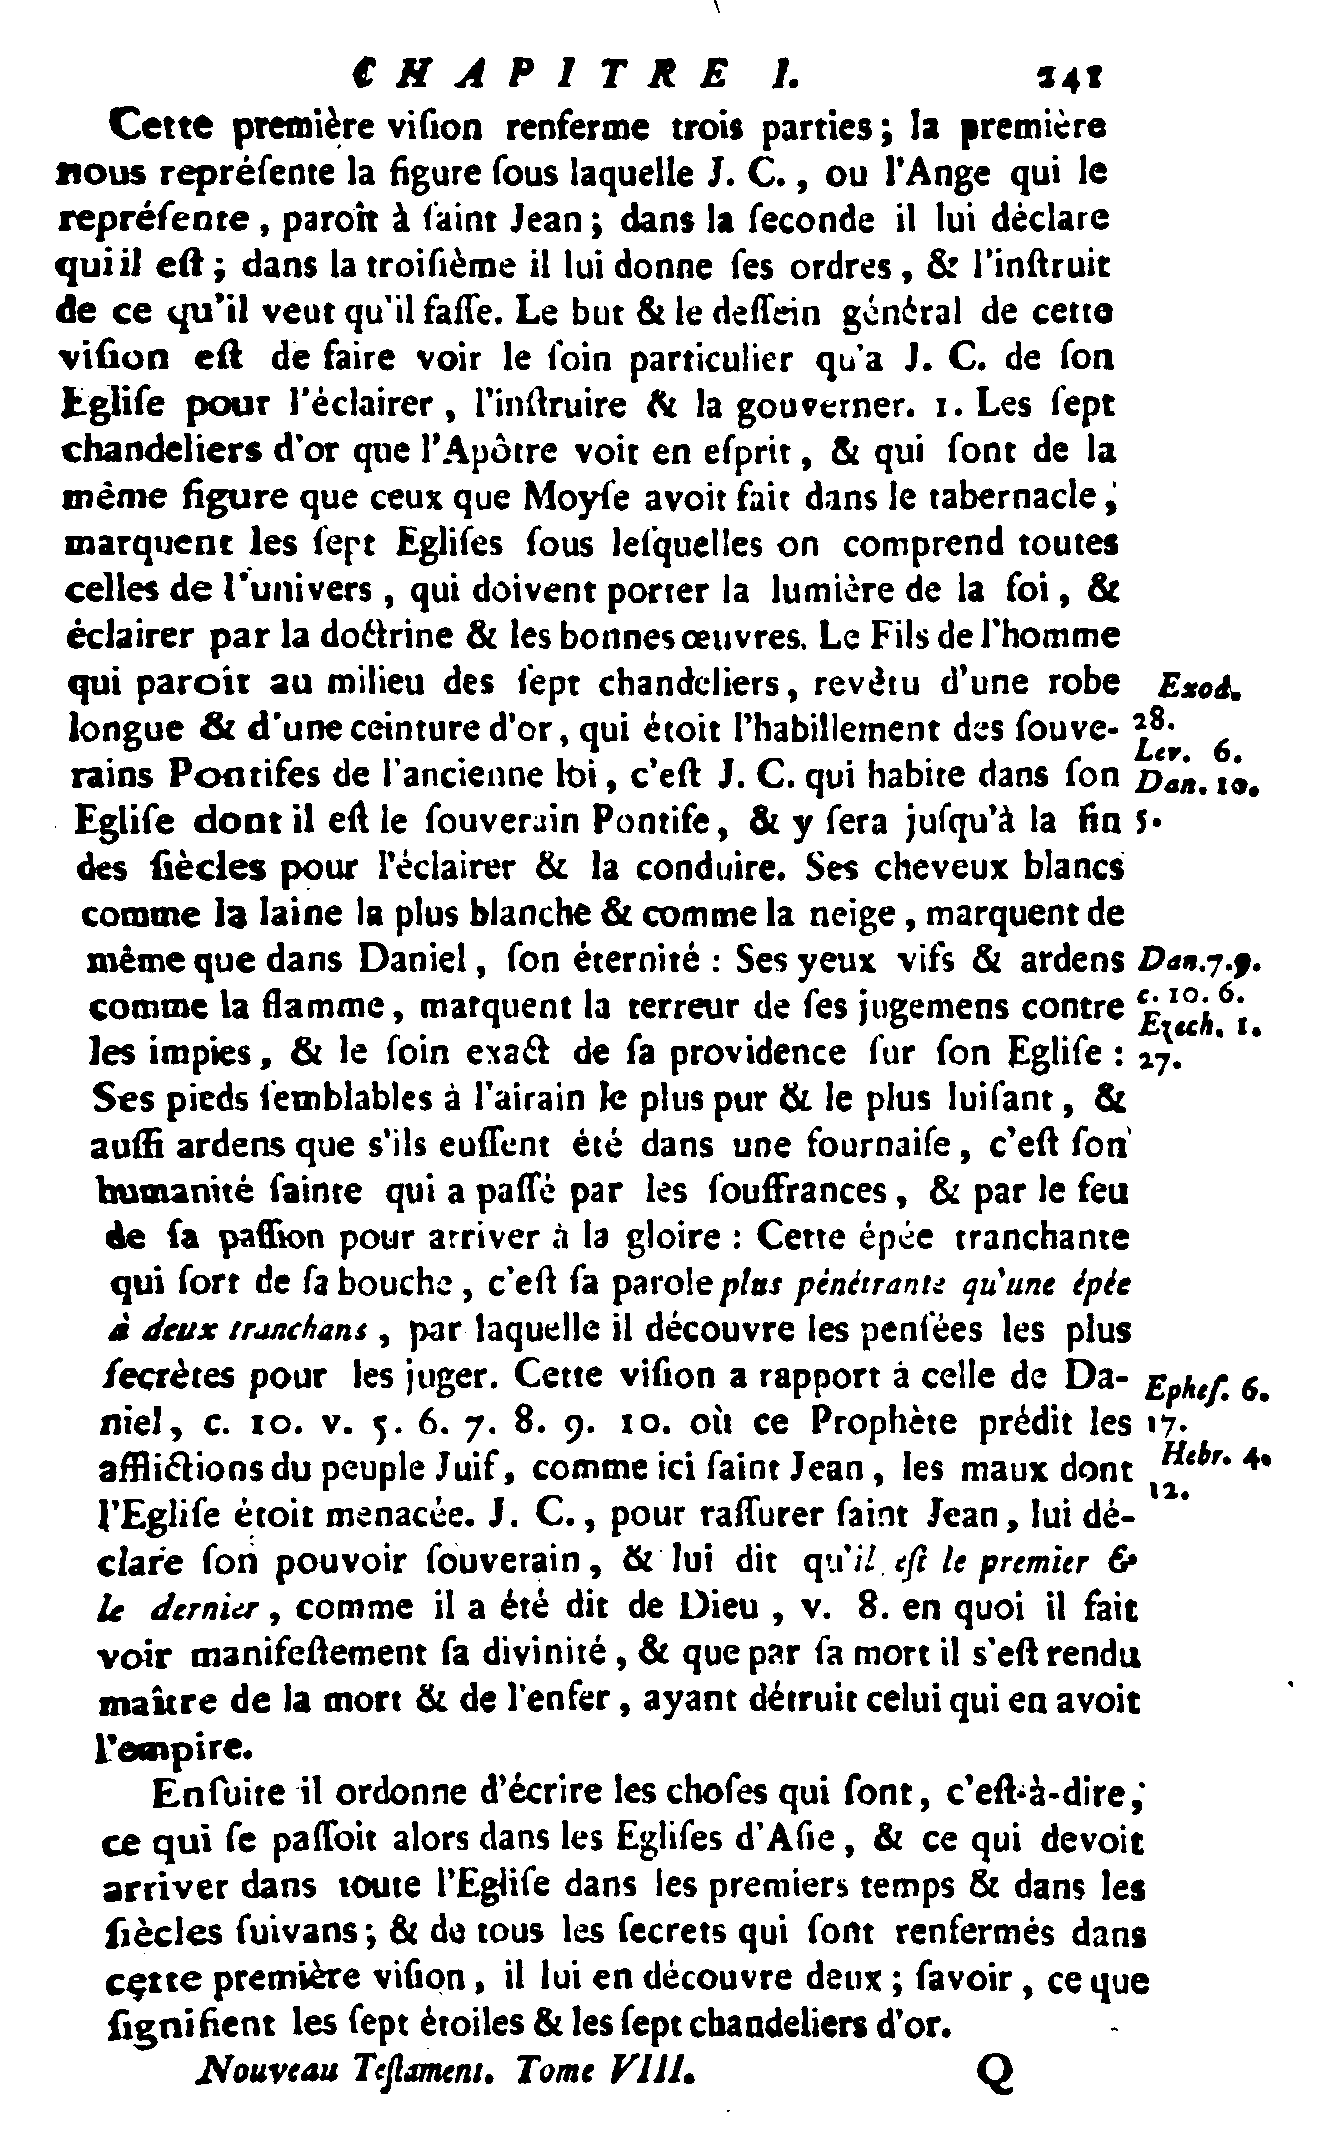 CHAPITRE I. 241
Cette première viſion renferme trois parties ; la première
nous repréſente la figure ſous laquelle J. C. , ou l'Ange qui le
repréſente , paroît à ſaint Jean ; dans la ſeconde il lui déclare
qui il eſt ; dans la troiſième il lui donne ſes ordres , & l'inſtruit
de ce qu'il veut qu'il faſſe. Le but & le deſſein général de cette
viſion eſt de faire voir le ſoin particulier qu'a J. C. de ſon
Egliſe pour l'éclairer , l'inſtruire & la gouverner. 1. Les ſept
chandeliers d'or que l'Apôtre voit en eſprit , & qui ſont de la
même figure que ceux que Moyſe avoit fait dans le tabernacle ,
marquent les ſept Egliſes ſous leſquelles on comprend toutes
celles de l'univers , qui doivent porter la lumière de la foi , &
éclairer par la doctrine & les bonnes œuvres. Le Fils de l'homme
qui paroît au milieu des ſept chandeliers, revêtu d'une robe
longue & d'une ceinture d'or, qui étoit l'habillement des ſouve-
rains Pontifes de l'ancienne loi , c'eſt J. C. qui habite dans ſon
Egliſe dont il eſt le ſouverain Pontife, & y ſera juſqu'à la fin
des ſiècles pour l'éclairer & la conduire. Ses cheveux blancs
comme la laine la plus blanche & comme la neige , marquent de
même que dans Daniel , ſon éternité : Ses yeux vifs & ardens
comme la flamme, marquent la terreur de ſes jugemens contre
les impies, & le ſoin exact de ſa providence ſur ſon Egliſe :
Ses pieds ſemblables à l'airain le plus pur & le plus luiſant , &
auſſi ardens que s'ils euſſent été dans une fournaiſe , c'eſt ſon
humanité ſainte qui a paſſé par les ſouffrances, & par le feu
de ſa paſſion pour arriver à la gloire : Cette épée tranchante
qui ſort de ſa bouche , c'eſt ſa parole plus pénétrante qu'une épée
à deux tranchans , par laquelle il découvre les penſées les plus
ſecrètes pour les juger. Cette viſion a rapport à celle de Da-
niel, c. 10. v. 5. 6. 7. 8. 9. 10. où ce Prophète prédit les
afflictions du peuple Juif, comme ici ſaint Jean , les maux dont
l'Egliſe étoit menacée. J. C., pour raſſurer ſaint Jean , lui dé-
clare ſon pouvoir ſouverain , & lui dit qu'il eſt le premier &
le dernier , comme il a été dit de Dieu , v. 8. en quoi il fait
voir manifeſtement ſa divinité , & que par ſa mort il s'eſt rendu
maître de la mort & de l'enfer , ayant détruit celui qui en avoit
l'empire.
Enſuite il ordonne d'écrire les choſes qui ſont , c'eſt-à-dire ,
ce qui ſe paſſoit alors dans les Egliſes d'Aſie , & ce qui devoit
arriver dans toute l'Egliſe dans les premiers temps & dans les
ſiècles ſuivans ; & de tous les ſecrets qui ſont renfermés dans
cette première viſion , il lui en découvre deux ; ſavoir , ce que
ſignifient les ſept étoiles & les ſept chandeliers d'or.
Nouveau Teſtament. Tome VIII. Q
Exod.
28.
Lev. 6.
Dan. 10.
5.
Dan. 7. 9.
c. 10. 6.
Ezech. 1.
27.
Epheſ. 6.
17.
Hebr. 4.
12.